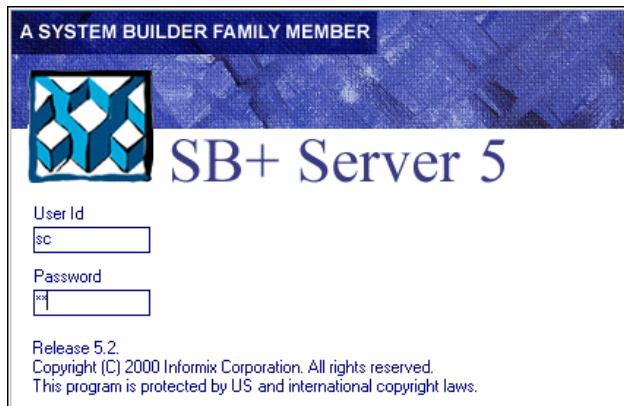 A SYSTEM BUILDER FAMILY MEMBER
SB+ Server 5
User Id
sc
Password
**
Release 5.2.
Copyright (C) 2000 Informix Corporation. All rights reserved.
This program is protected by US and international copyright laws.